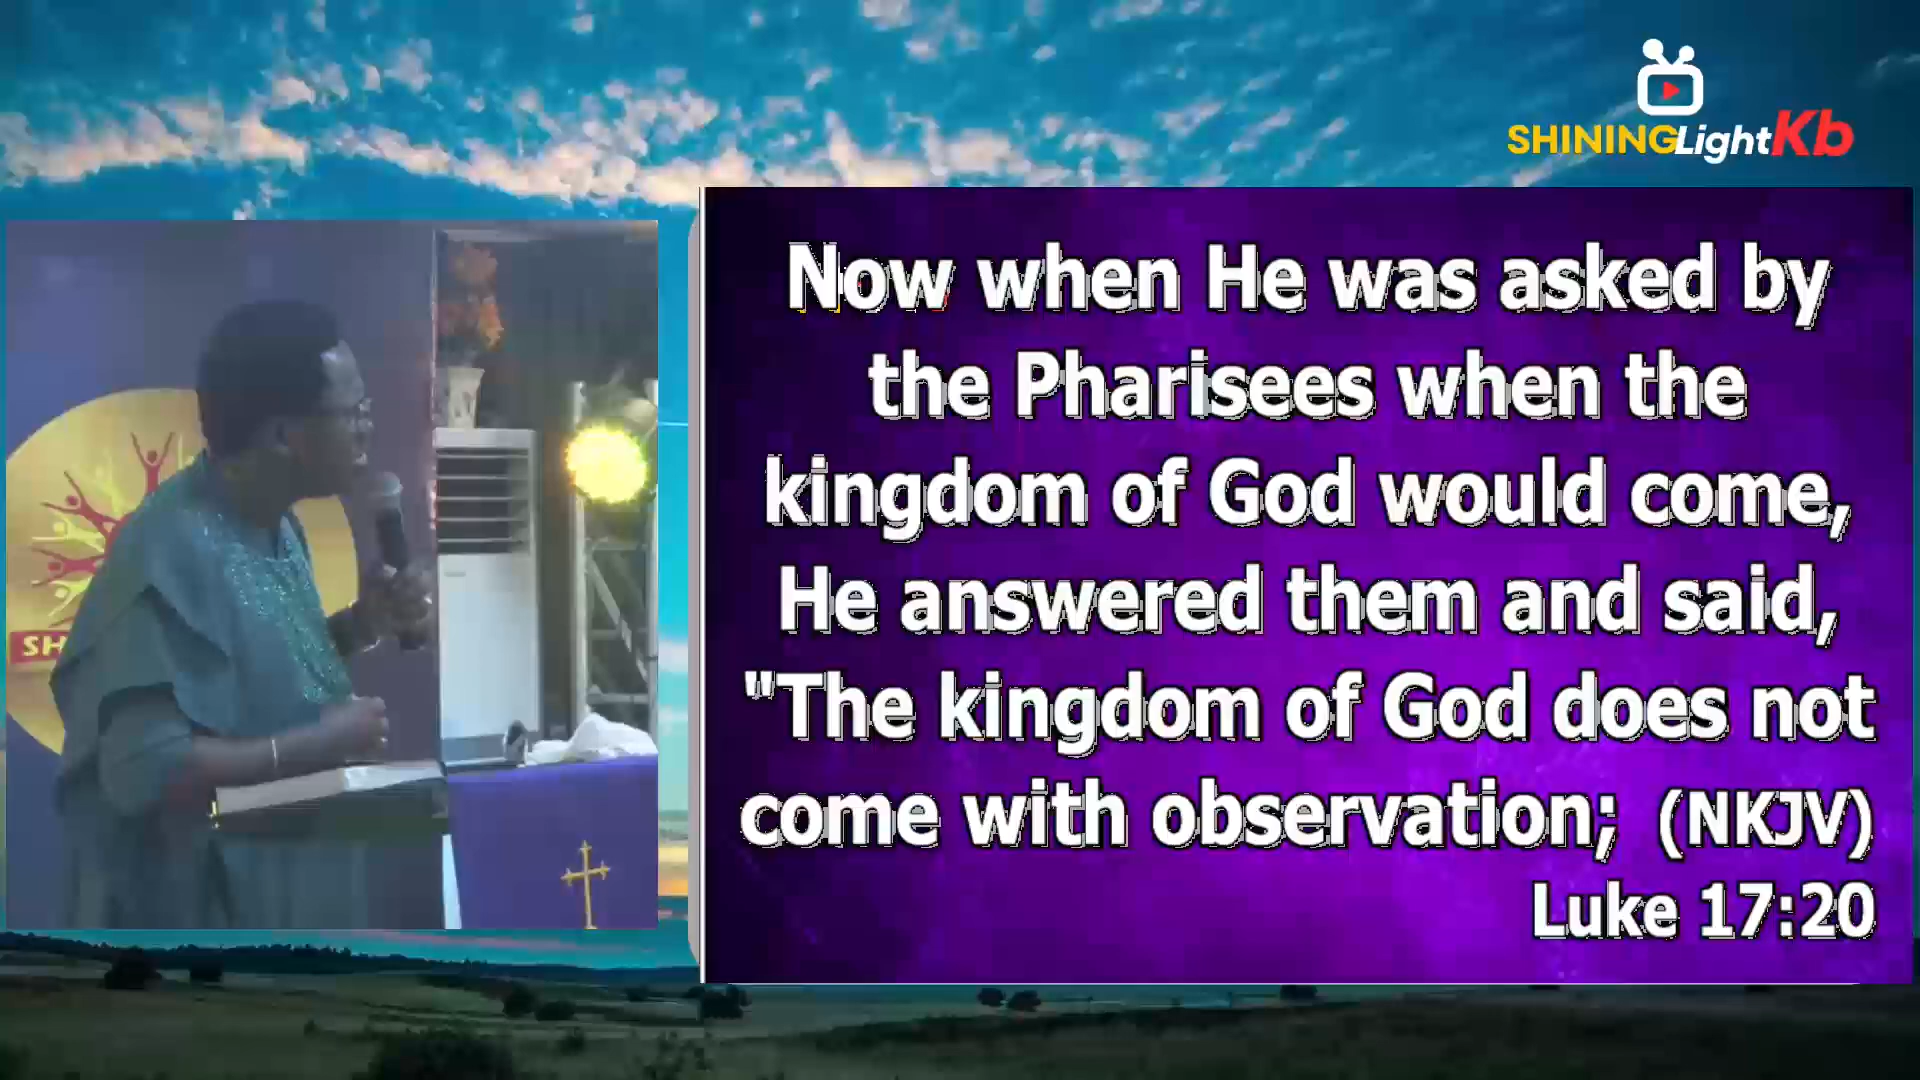 SHININGLightKb
Now when He was asked by
the Pharisees when the
kingdom of God would come,
He answered them and said,
"The kingdom of God does not
come with observation; (NKJV)
Luke 17:20
SH